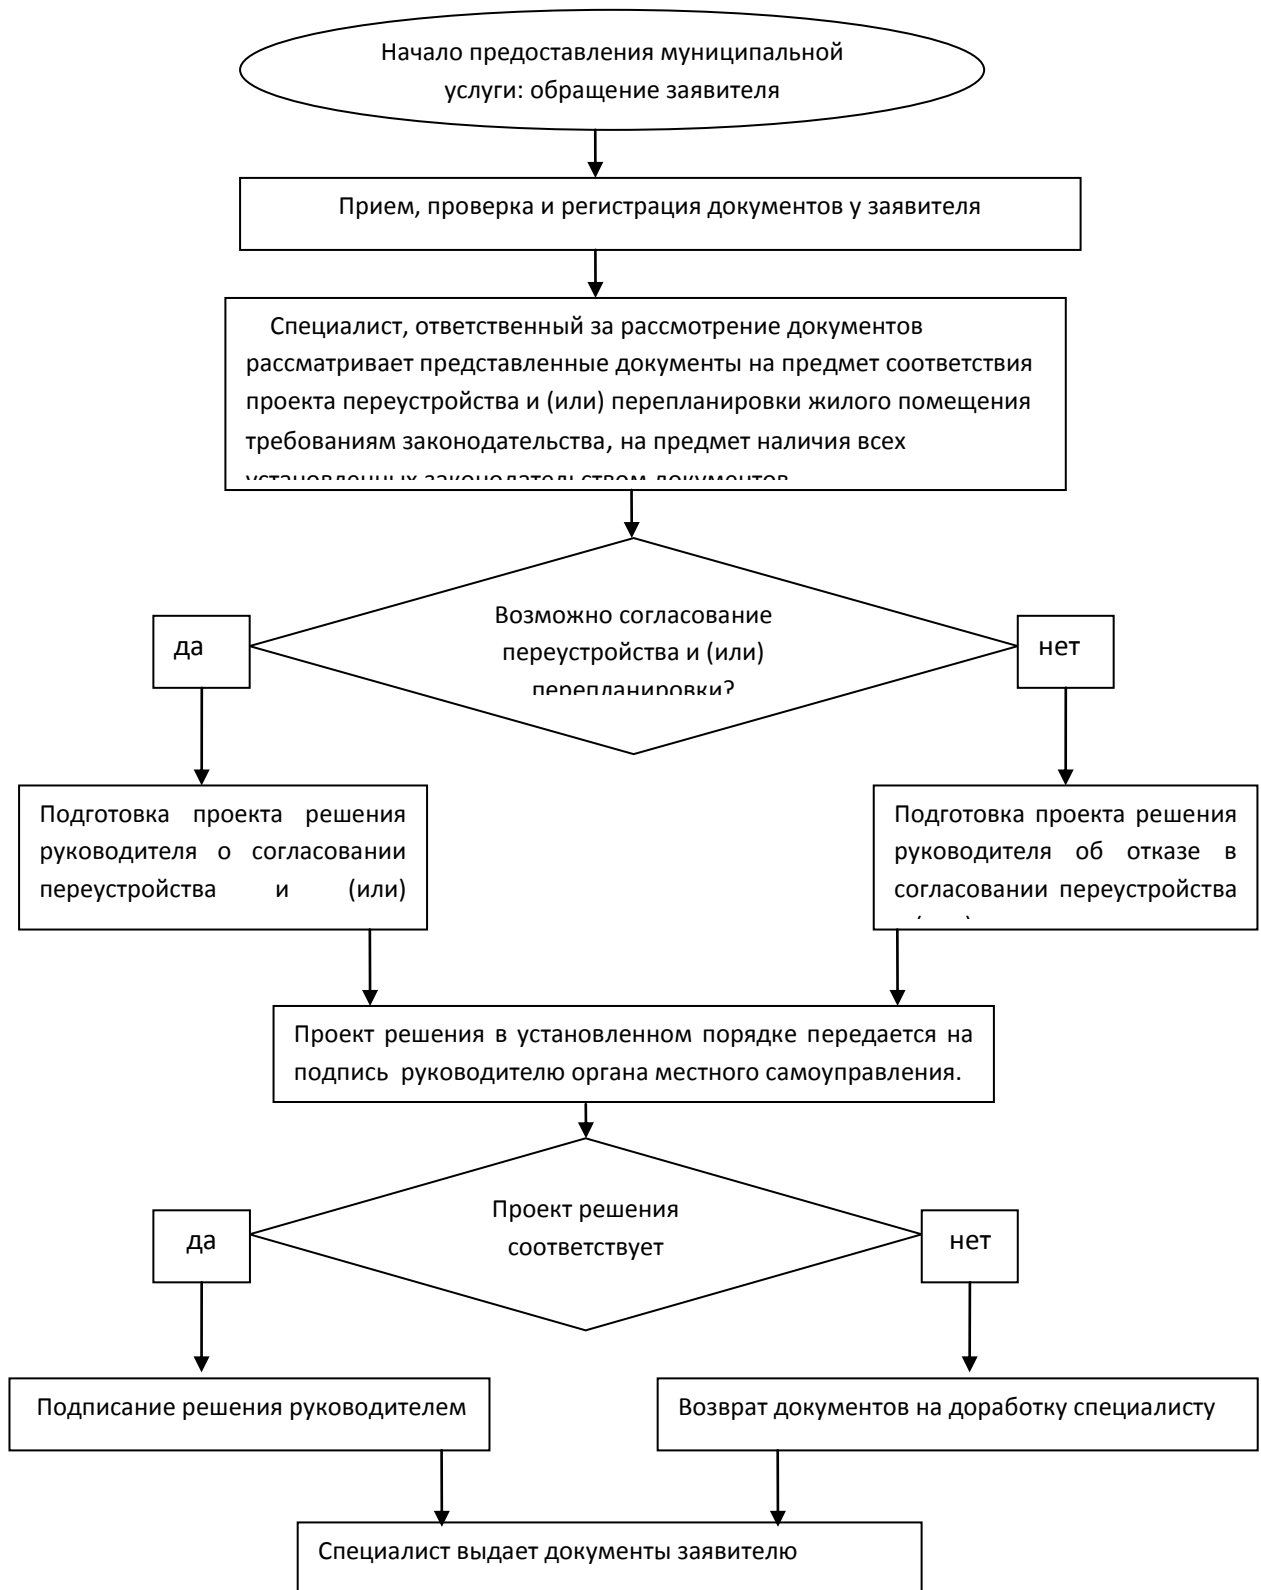 Начало предоставления муниципальной
услуги: обращение заявителя
Прием, проверка и регистрация документов у заявителя
Специалист, ответственный за рассмотрение документов
рассматривает представленные документы на предмет соответствия
проекта переустройства и (или) перепланировки жилого помещения
требованиям законодательства, на предмет наличия всех
установленных законодательством документов
Возможно согласование
переустройства и (или)
перепланировки?
да
нет
Подготовка проекта решения
руководителя о согласовании
переустройства и (или)
Подготовка проекта решения
руководителя об отказе в
согласовании переустройства
Проект решения в установленном порядке передается на
подпись руководителю органа местного самоуправления.
Проект решения
соответствует
да
нет
Подписание решения руководителем
Возврат документов на доработку специалисту
Специалист выдает документы заявителю